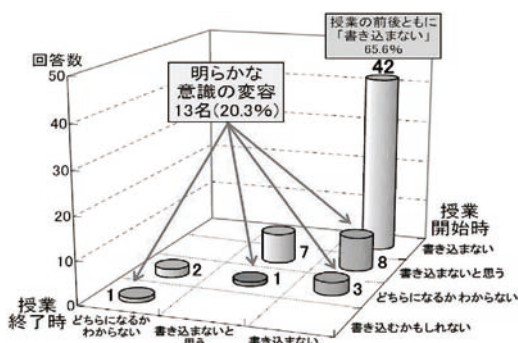 授業の前後ともに
「書き込まない」
65.6%
回答数
50
40
30
20
10
0
明らかな
意識の変容
13名(20.3%)
42
7
8
2
1
3
1
授業
開始時
書き込まない
書き込まないと思う
どちらになるか わからない
書き込むかもしれない
授業
終了時
どちらになるか
わからない
書き込まないと
思う
書き込まない